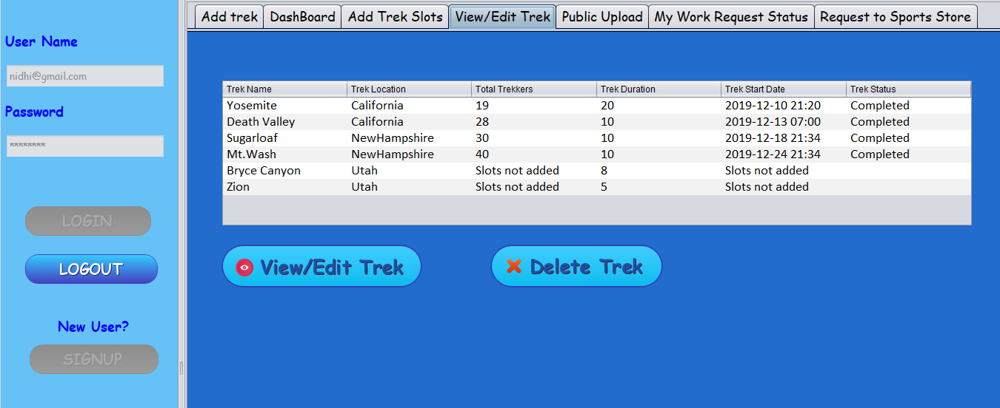 Add trek DashBoard Add Trek Slots View/Edit Trek Public Upload My Work Request Status Request to Sports Store
User Name
nidhi@gmail.com
Password
********
LOGIN
LOGOUT
New User?
SIGNUP
Trek Name Trek Location Total Trekkers Trek Duration Trek Start Date Trek Status
Yosemite California 19 20 2019-12-10 21:20 Completed
Death Valley California 28 10 2019-12-13 07:00 Completed
Sugarloaf NewHampshire 30 10 2019-12-18 21:34 Completed
Mt.Wash NewHampshire 40 10 2019-12-24 21:34 Completed
Bryce Canyon Utah Slots not added 8 Slots not added
Zion Utah Slots not added 5 Slots not added
View/Edit Trek Delete Trek